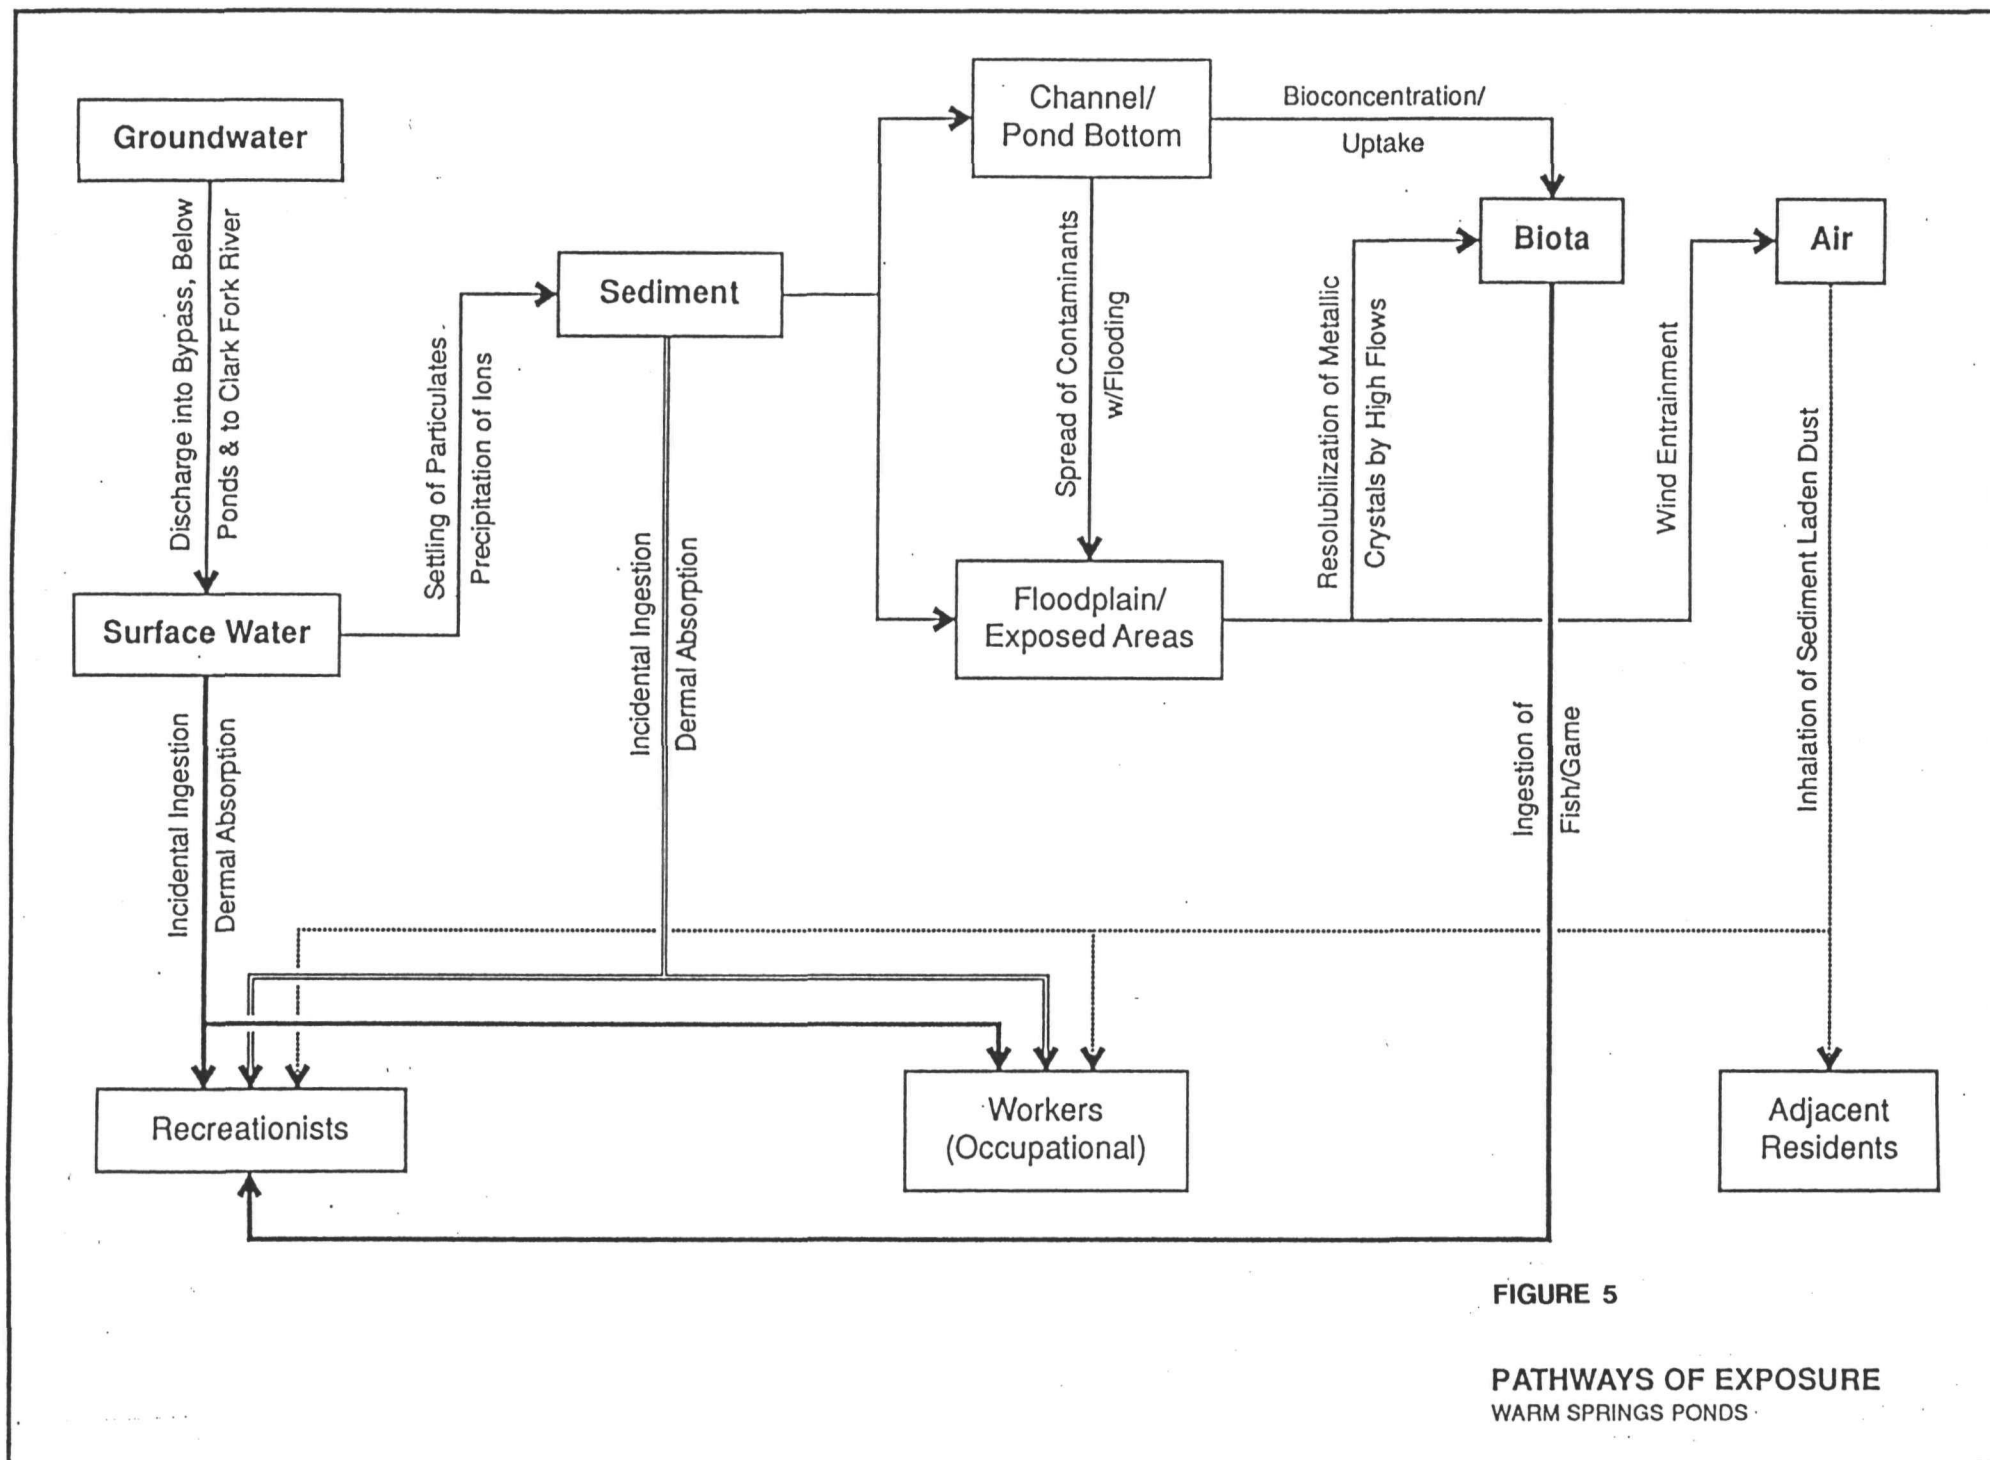 Groundwater
Discharge into Bypass, Below
Ponds & to Clark Fork River
Surface Water
Incidental Ingestion
Dermal Absorption
Settling of Particulates
Precipitation of Ions
Sediment
Incidental Ingestion
Dermal Absorption
Channel/
Pond Bottom
Spread of Contaminants
w/Flooding
Floodplain/
Exposed Areas
Bioconcentration/
Uptake
Resolubilization of Metallic
Crystals by High Flows
Biota
Ingestion of
Fish/Game
Wind Entrainment
Air
Inhalation of Sediment Laden Dust
Recreationists
Workers
(Occupational)
Adjacent
Residents
FIGURE 5
PATHWAYS OF EXPOSURE
WARM SPRINGS PONDS